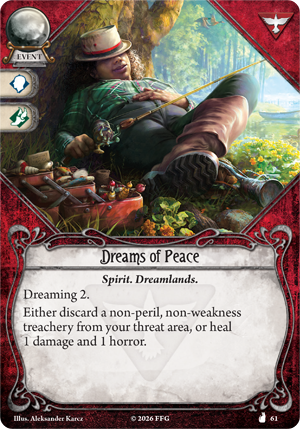 EVENT
Dreams of Peace
Spirit. Dreamlands.
Dreaming 2.
Either discard a non-peril, non-weakness
treachery from your threat area, or heal
1 damage and 1 horror.
Illus. Aleksander Karcz
© 2026 FFG
61